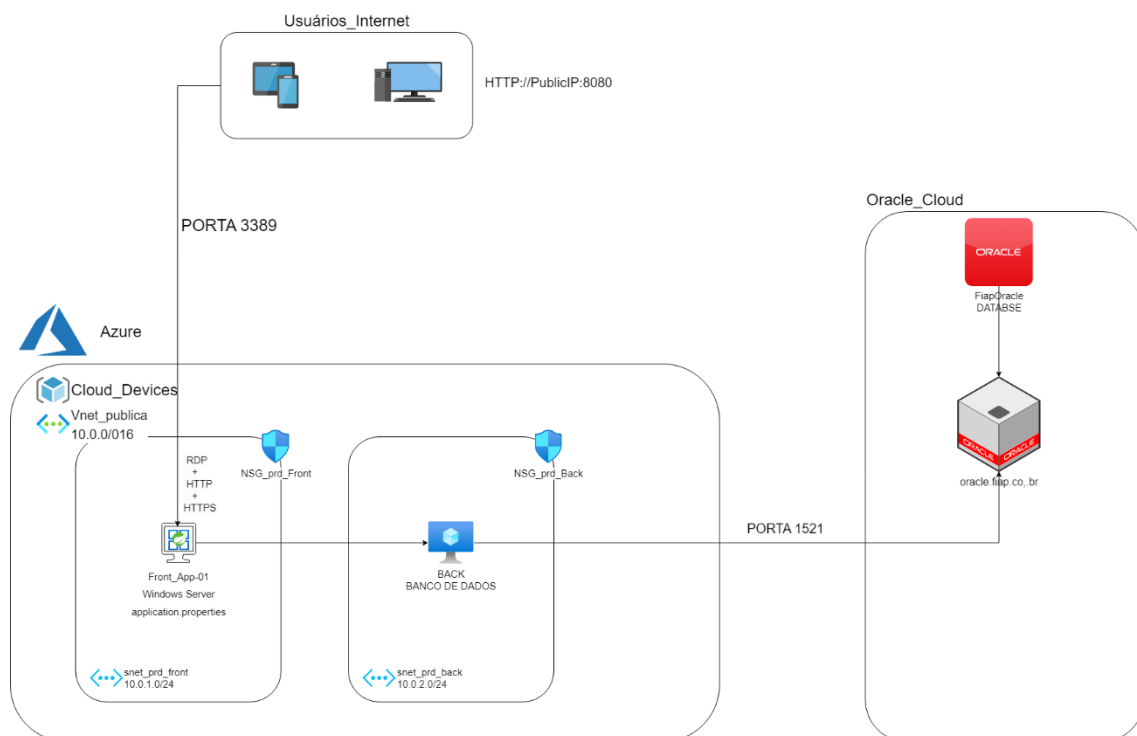 Usuários_Internet
HTTP://PublicIP:8080
PORTA 3389
Oracle_Cloud
ORACLE
FiapOracle
DATABSE
Azure
Cloud_Devices
Vnet_publica
10.0.0/016
RDP
+
HTTP
+
HTTPS
NSG_prd_Front
NSG_prd_Back
ORACLE
ORACLE
oracle.fiap.co,.br
PORTA 1521
Front_App-01
Windows Server
application.properties
BACK
BANCO DE DADOS
snet_prd_front
10.0.1.0/24
snet_prd_back
10.0.2.0/24